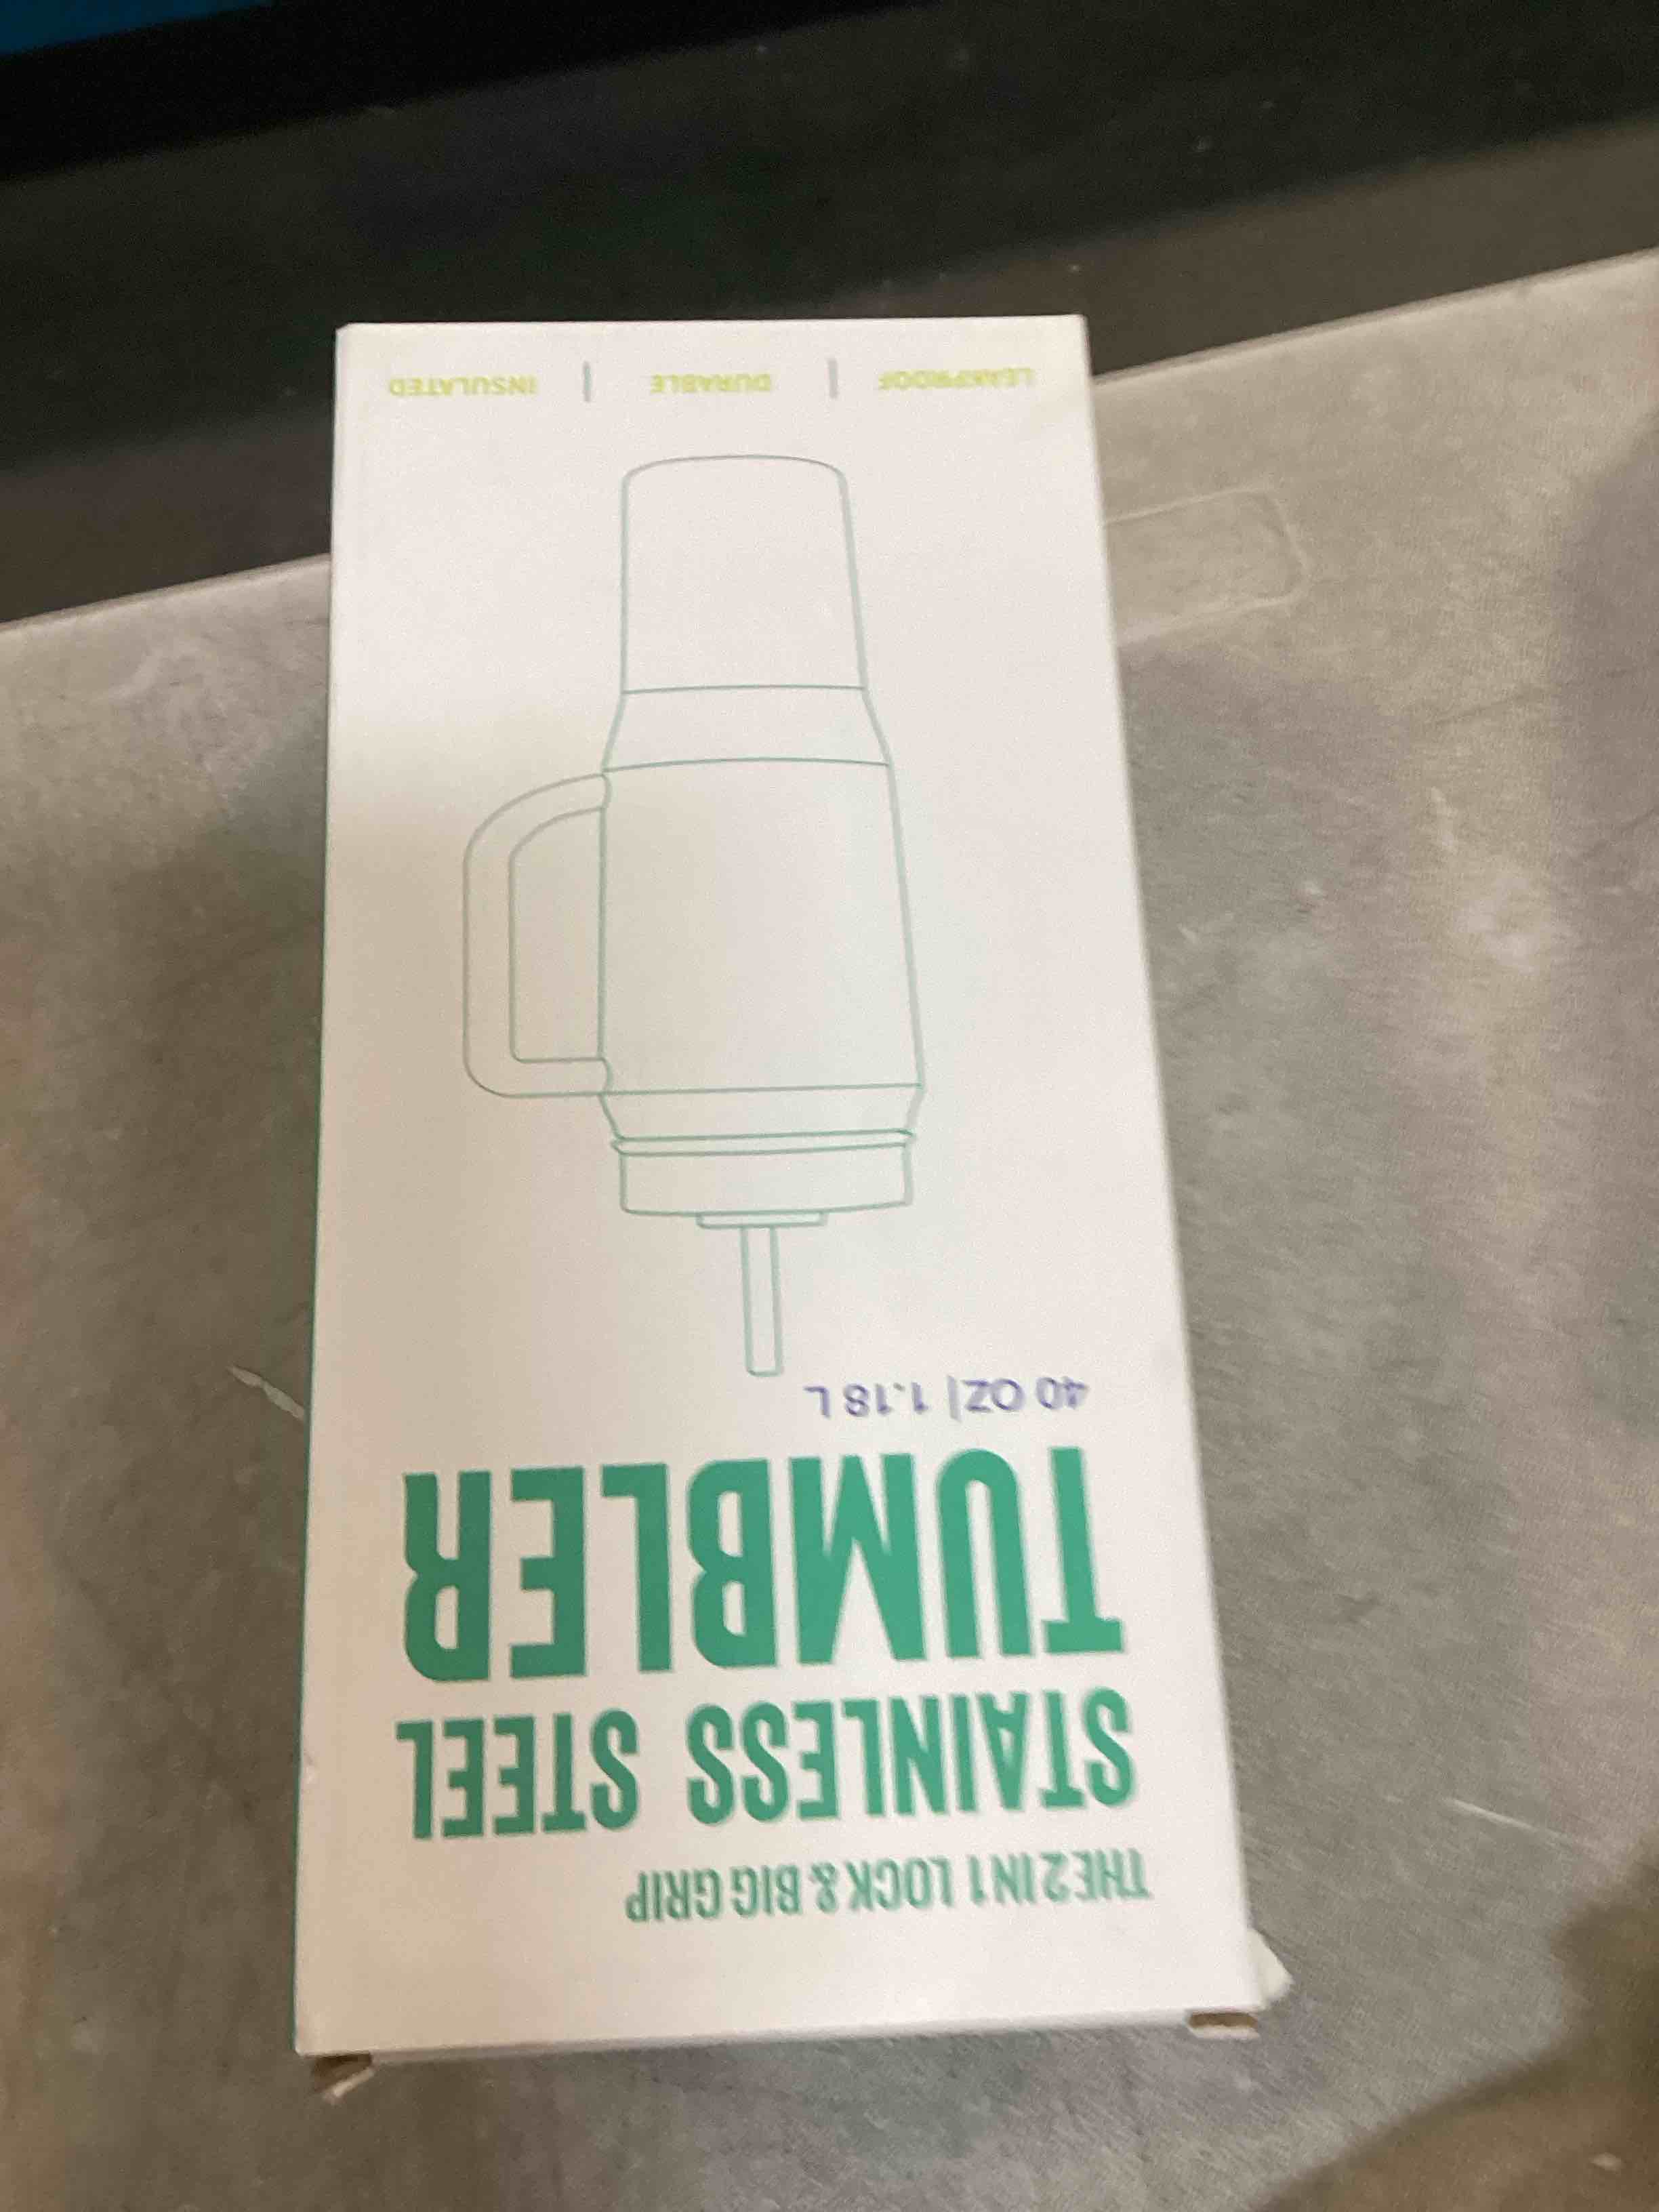 THE 2 IN 1 LOCK & BIG GRIP
STAINLESS STEEL
TUMBLER
40 OZ | 1.18 L
LEAKPROOF | DURABLE | INSULATED